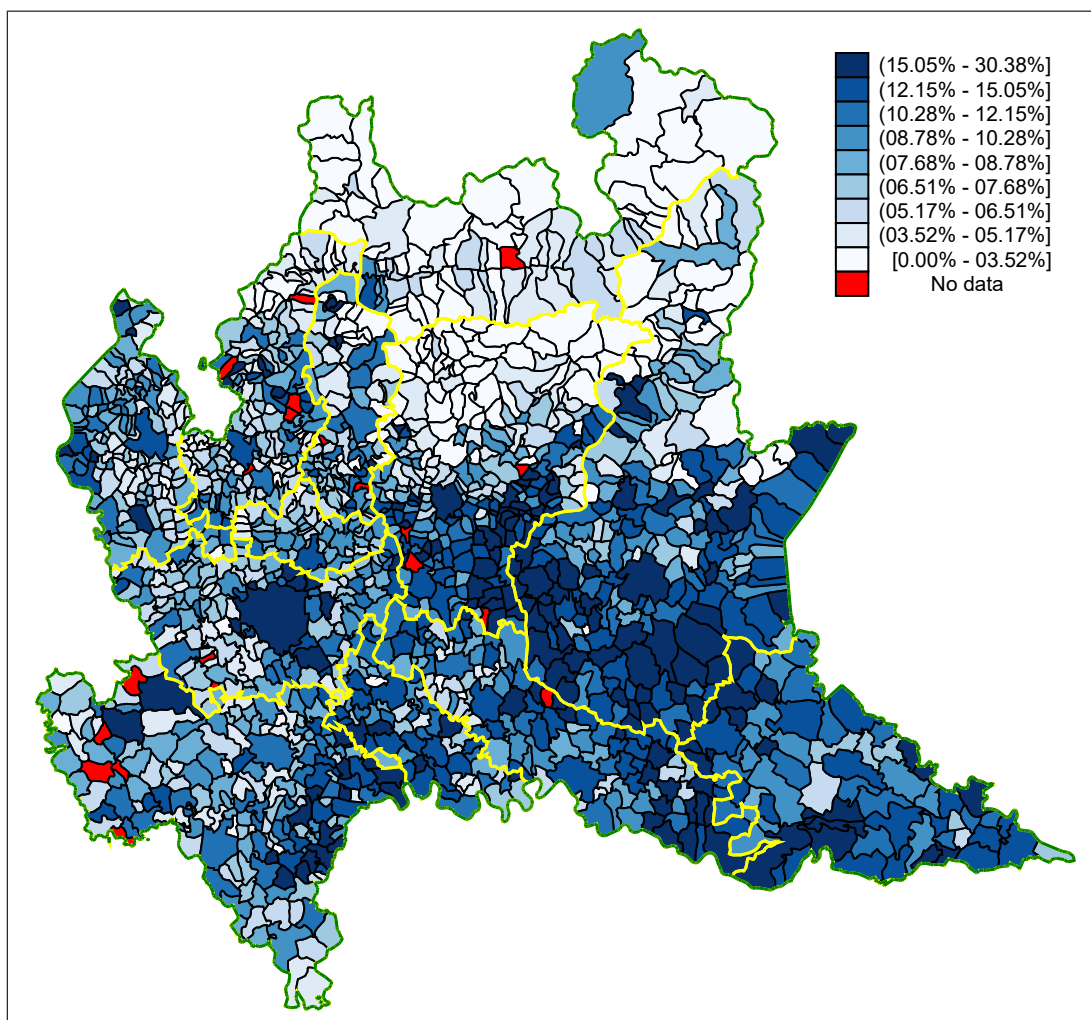 (15.05% - 30.38%]
(12.15% - 15.05%]
(10.28% - 12.15%]
(08.78% - 10.28%]
(07.68% - 08.78%]
(06.51% - 07.68%]
(05.17% - 06.51%]
(03.52% - 05.17%]
[0.00% - 03.52%]
No data